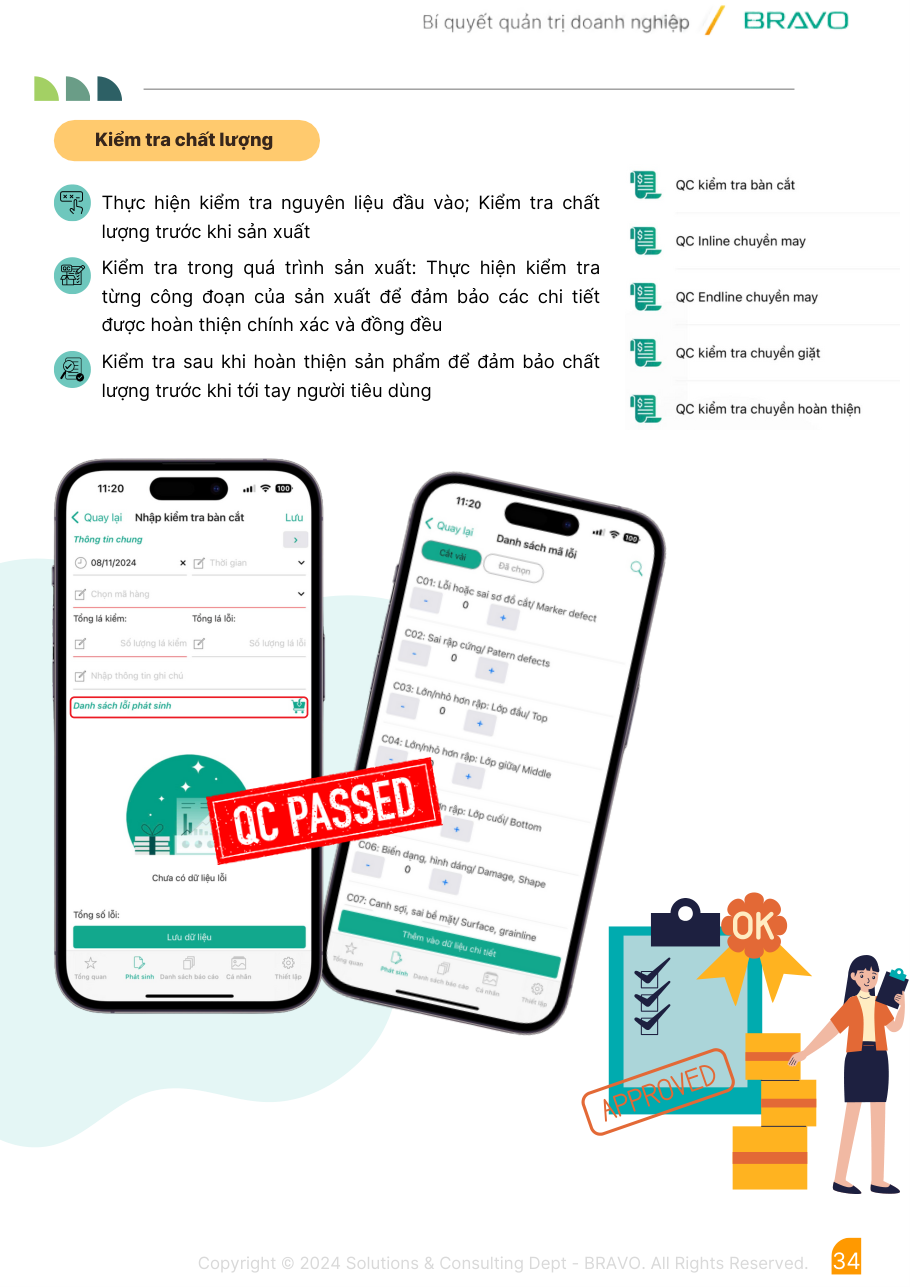 Bí quyết quản trị doanh nghiệp
BRAVO
Kiểm tra chất lượng
Thực hiện kiểm tra nguyên liệu đầu vào; Kiểm tra chất
lượng trước khi sản xuất
Kiểm tra trong quá trình sản xuất: Thực hiện kiểm tra
từng công đoạn của sản xuất để đảm bảo các chi tiết
được hoàn thiện chính xác và đồng đều
Kiểm tra sau khi hoàn thiện sản phẩm để đảm bảo chất
lượng trước khi tới tay người tiêu dùng
QC kiểm tra bàn cắt
QC Inline chuyền may
QC Endline chuyền may
QC kiểm tra chuyền giặt
QC kiểm tra chuyền hoàn thiện
11:20
100
Quay lại Nhập kiểm tra bàn cắt Lưu
Thông tin chung
08/11/2024 × Thời gian
Chọn mã hàng
Tổng lá kiểm: Tổng lá lỗi:
Số lượng lá kiểm Số lượng lá lỗi
Nhập thông tin ghi chú
Danh sách lỗi phát sinh
Chưa có dữ liệu lỗi
Tổng số lỗi:
Lưu dữ liệu
Tổng quan Phát sinh Danh sách báo cáo Cá nhân Thiết lập
11:20
100
Quay lại Danh sách mã lỗi
Cắt vải Đã chọn
C01: Lỗi hoặc sai sơ đồ cắt/ Marker defect
- 0 +
C02: Sai rập cứng/ Patern defects
- 0 +
C03: Lớn/nhỏ hơn rập: Lớp đầu/ Top
- 0 +
C04: Lớn/nhỏ hơn rập: Lớp giữa/ Middle
- +
rập: Lớp cuối/ Bottom
+
C06: Biến dạng, hình dáng/ Damage, Shape
- 0 +
C07: Canh sợi, sai bề mặt/ Surface, grainline
Thêm vào dữ liệu chi tiết
Tổng quan Phát sinh Danh sách báo cáo Cá nhân Thiết lập
QC PASSED
OK
APPROVED
Copyright © 2024 Solutions & Consulting Dept - BRAVO. All Rights Reserved.
34